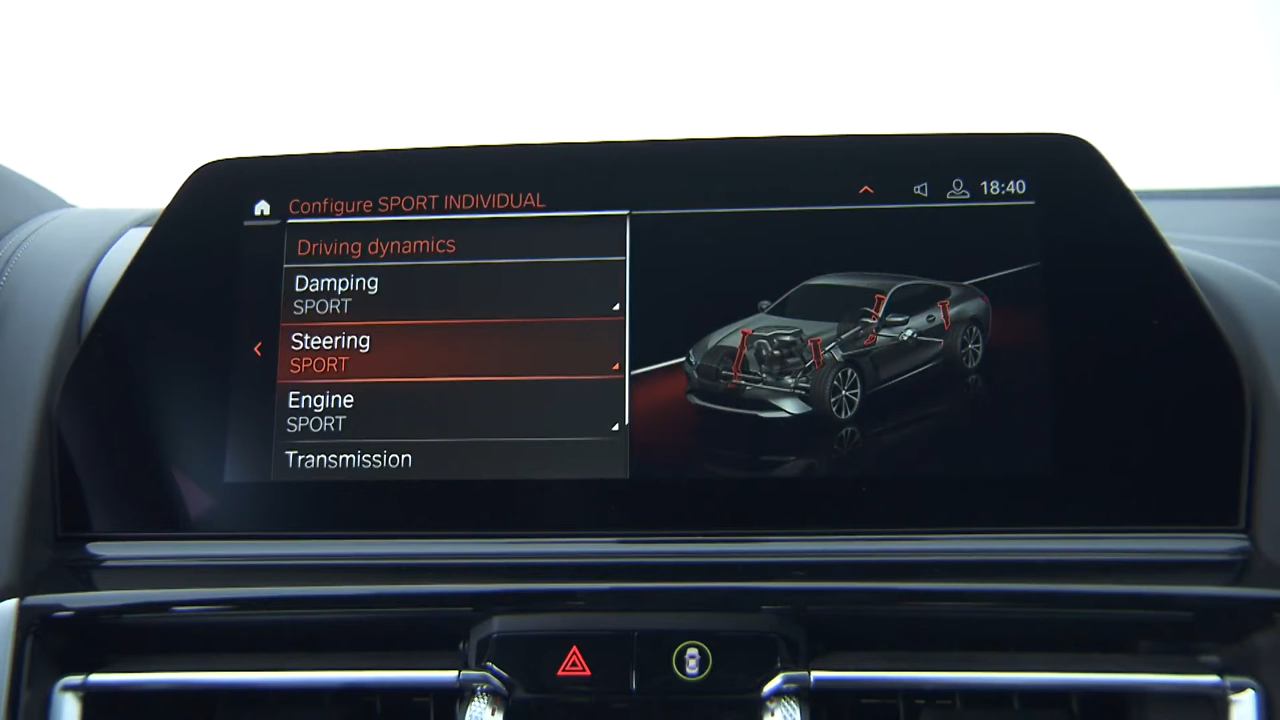 Configure SPORT INDIVIDUAL
18:40
Driving dynamics
Damping
SPORT
Steering
SPORT
Engine
SPORT
Transmission